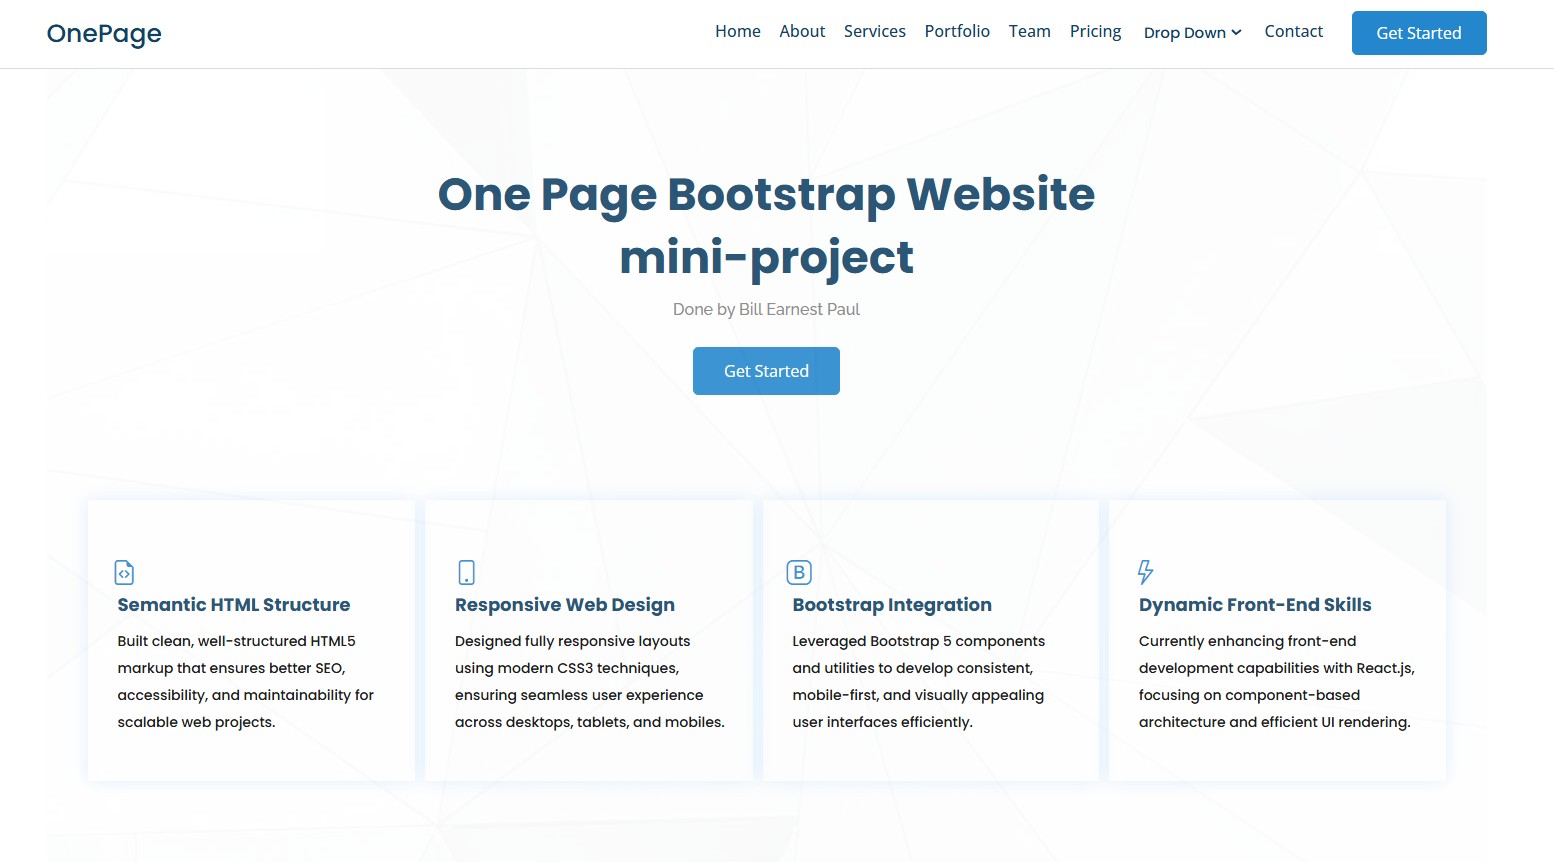 OnePage
Home About Services Portfolio Team Pricing Drop Down Contact Get Started
One Page Bootstrap Website
mini-project
Done by Bill Earnest Paul
Get Started
Semantic HTML Structure
Built clean, well-structured HTML5
markup that ensures better SEO,
accessibility, and maintainability for
scalable web projects.
Responsive Web Design
Designed fully responsive layouts
using modern CSS3 techniques,
ensuring seamless user experience
across desktops, tablets, and mobiles.
B
Bootstrap Integration
Leveraged Bootstrap 5 components
and utilities to develop consistent,
mobile-first, and visually appealing
user interfaces efficiently.
Dynamic Front-End Skills
Currently enhancing front-end
development capabilities with React.js,
focusing on component-based
architecture and efficient UI rendering.